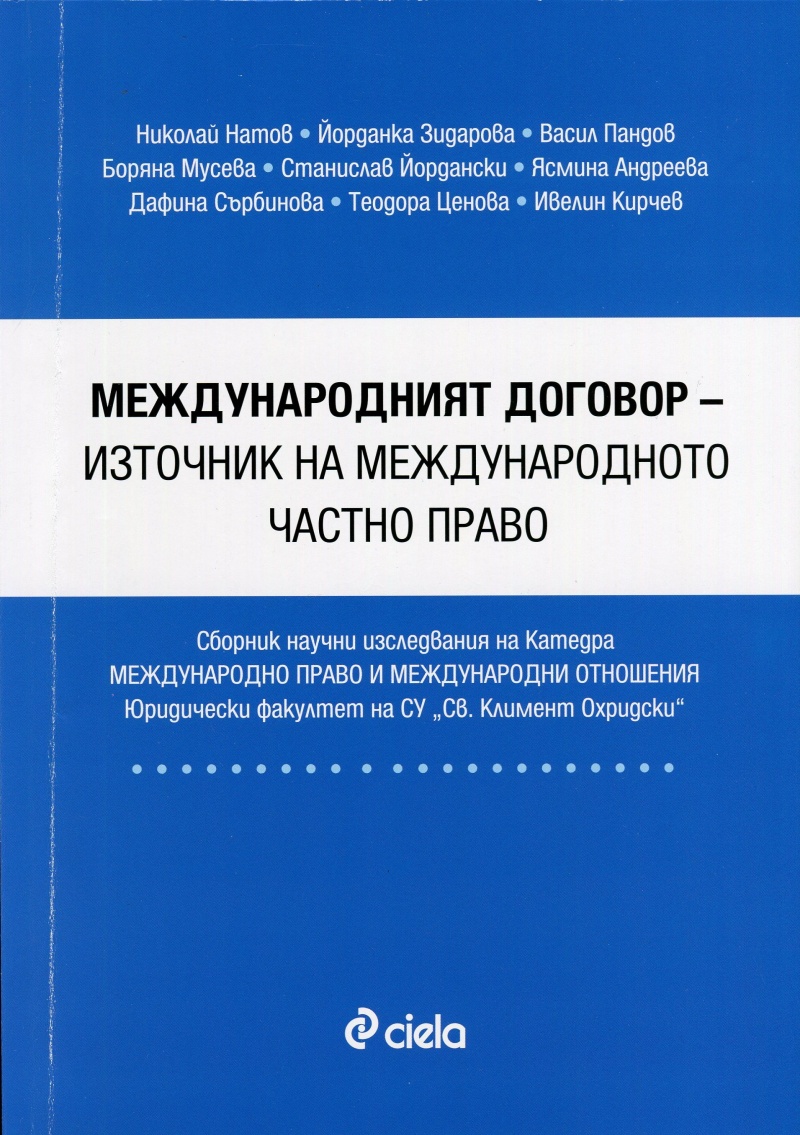 Николай Натов • Йорданка Зидарова • Васил Пандов
Боряна Мусева • Станислав Йордански • Ясмина Андреева
Дафина Сърбинова • Теодора Ценова • Ивелин Кирчев
МЕЖДУНАРОДНИЯТ ДОГОВОР –
ИЗТОЧНИК НА МЕЖДУНАРОДНОТО
ЧАСТНО ПРАВО
Сборник научни изследвания на Катедра
МЕЖДУНАРОДНО ПРАВО И МЕЖДУНАРОДНИ ОТНОШЕНИЯ
Юридически факултет на СУ „Св. Климент Охридски“
ciela